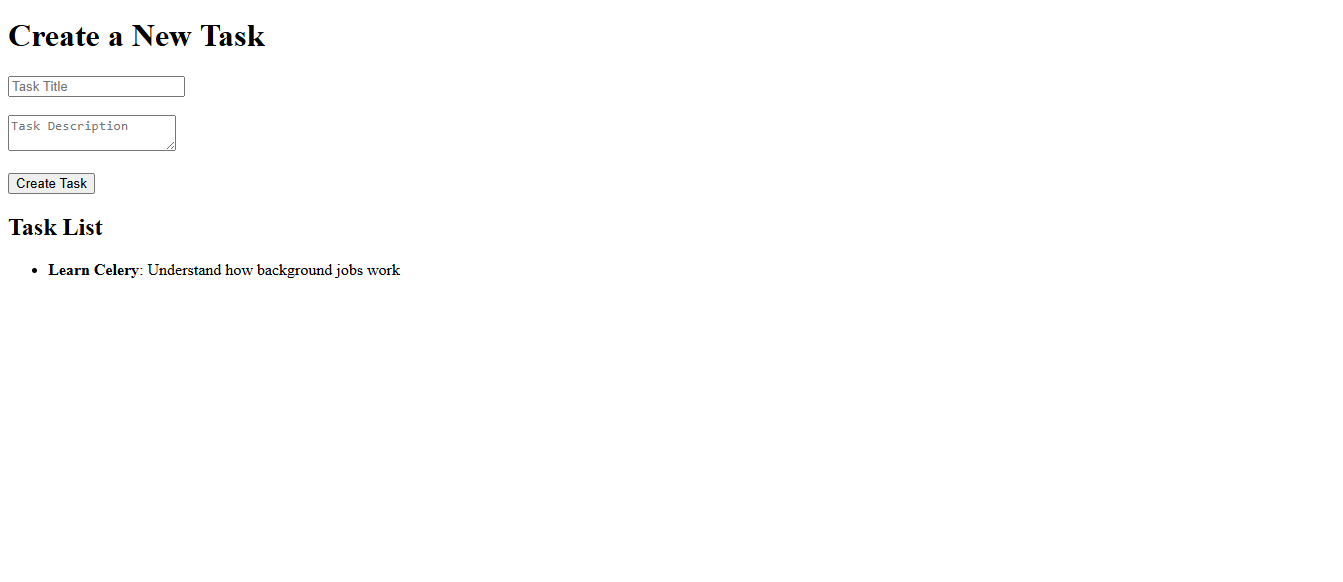 Create a New Task
Task Title
Task Description
Create Task
Task List
• Learn Celery: Understand how background jobs work